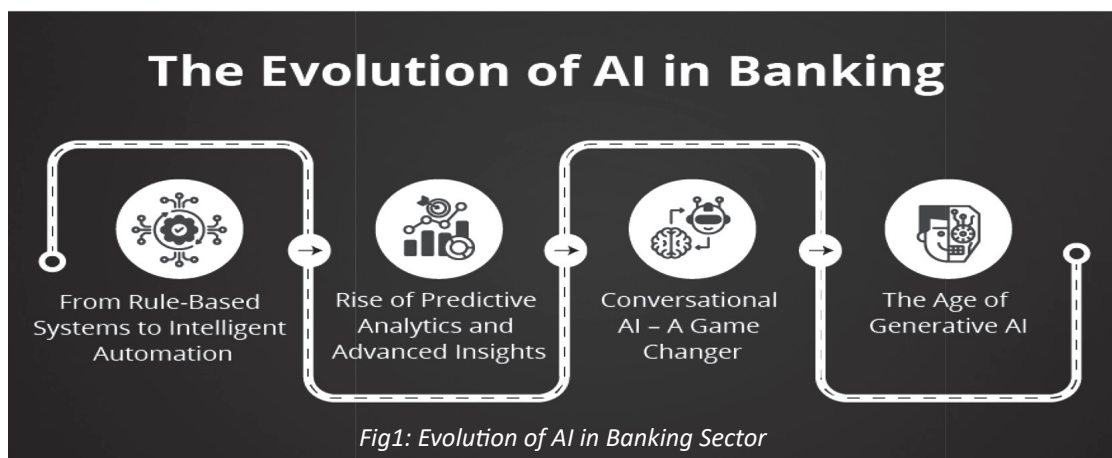 The Evolution of AI in Banking
From Rule-Based
Systems to Intelligent
Automation
Rise of Predictive
Analytics and
Advanced Insights
Conversational
AI – A Game
Changer
The Age of
Generative AI
Fig1: Evolution of AI in Banking Sector